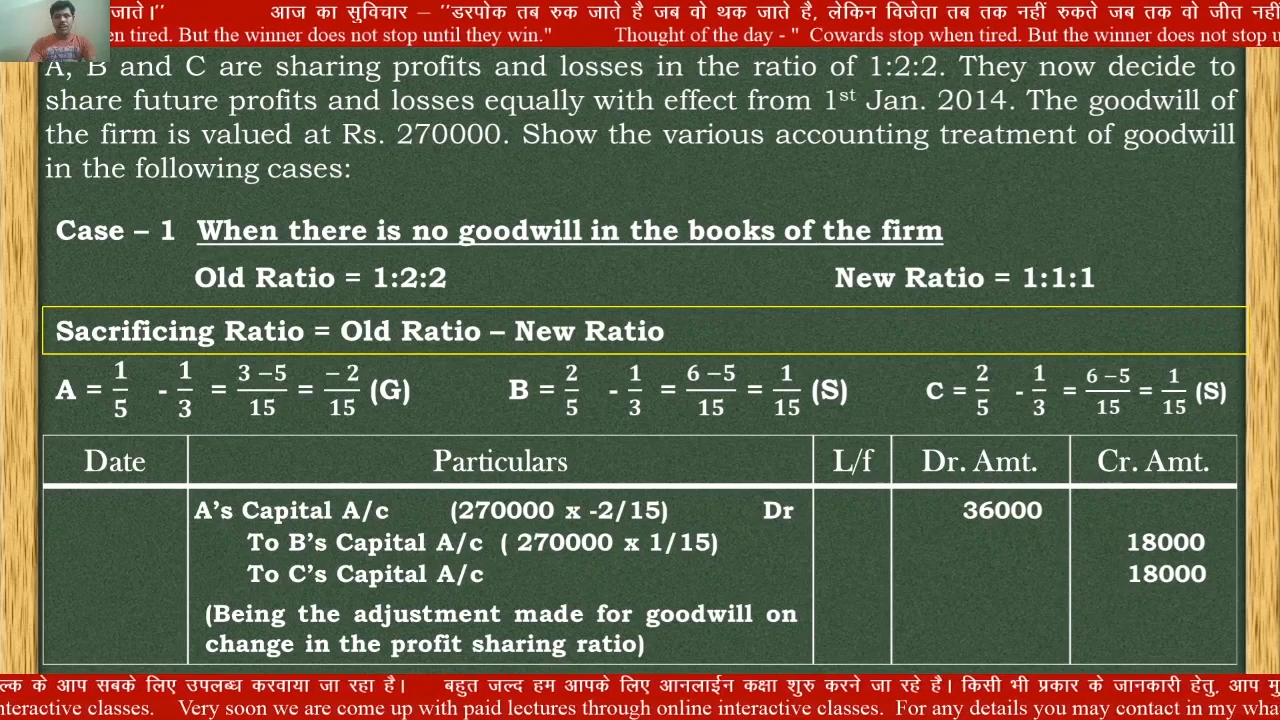 जाते।'' आज का सुविचार – ''डरपोक तब रुक जाते है जब वो थक जाते है, लेकिन विजेता तब तक नहीं रुकते जब तक वो जीत नहीं
en tired. But the winner does not stop until they win." Thought of the day - " Cowards stop when tired. But the winner does not stop u
A, B and C are sharing profits and losses in the ratio of 1:2:2. They now decide to
share future profits and losses equally with effect from 1st Jan. 2014. The goodwill of
the firm is valued at Rs. 270000. Show the various accounting treatment of goodwill
in the following cases:
Case – 1 When there is no goodwill in the books of the firm
Old Ratio = 1:2:2 New Ratio = 1:1:1
Sacrificing Ratio = Old Ratio – New Ratio
A = 1/5 - 1/3 = 3 −5/15 = − 2/15 (G) B = 2/5 - 1/3 = 6 −5/15 = 1/15 (S) C = 2/5 - 1/3 = 6 −5/15 = 1/15 (S)
Date Particulars L/f Dr. Amt. Cr. Amt.
A's Capital A/c (270000 x -2/15) Dr 36000
To B's Capital A/c ( 270000 x 1/15) 18000
To C's Capital A/c 18000
(Being the adjustment made for goodwill on
change in the profit sharing ratio)
ल्क के आप सबके लिए उपलब्ध करवाया जा रहा है। बहुत जल्द हम आपके लिए आनलाईन कक्षा शुरु करने जा रहे है। किसी भी प्रकार के जानकारी हेतु, आप मु
nteractive classes. Very soon we are come up with paid lectures through online interactive classes. For any details you may contact in my wha